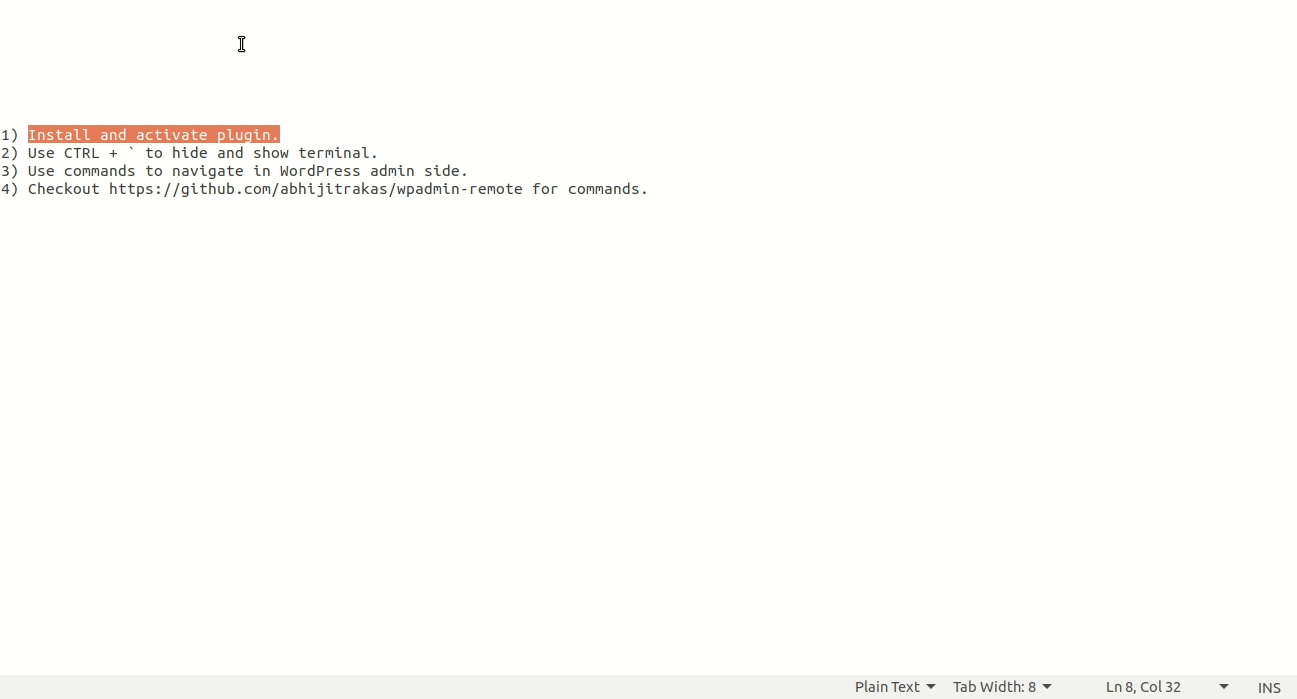 1) Install and activate plugin.
2) Use CTRL + ` to hide and show terminal.
3) Use commands to navigate in WordPress admin side.
4) Checkout https://github.com/abhijitrakas/wpadmin-remote for commands.
Plain Text Tab Width: 8 Ln 8, Col 32 INS